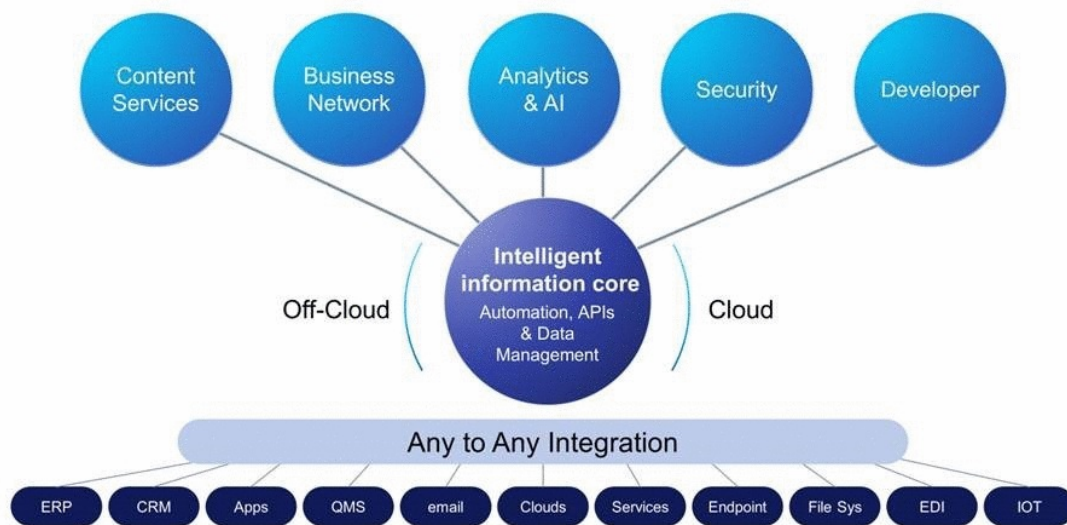 Content
Services
Business
Network
Analytics
& AI
Security
Developer
Intelligent
information core
Automation, APIs
& Data
Management
Off-Cloud
Cloud
Any to Any Integration
ERP
CRM
Apps
QMS
email
Clouds
Services
Endpoint
File Sys
EDI
IOT